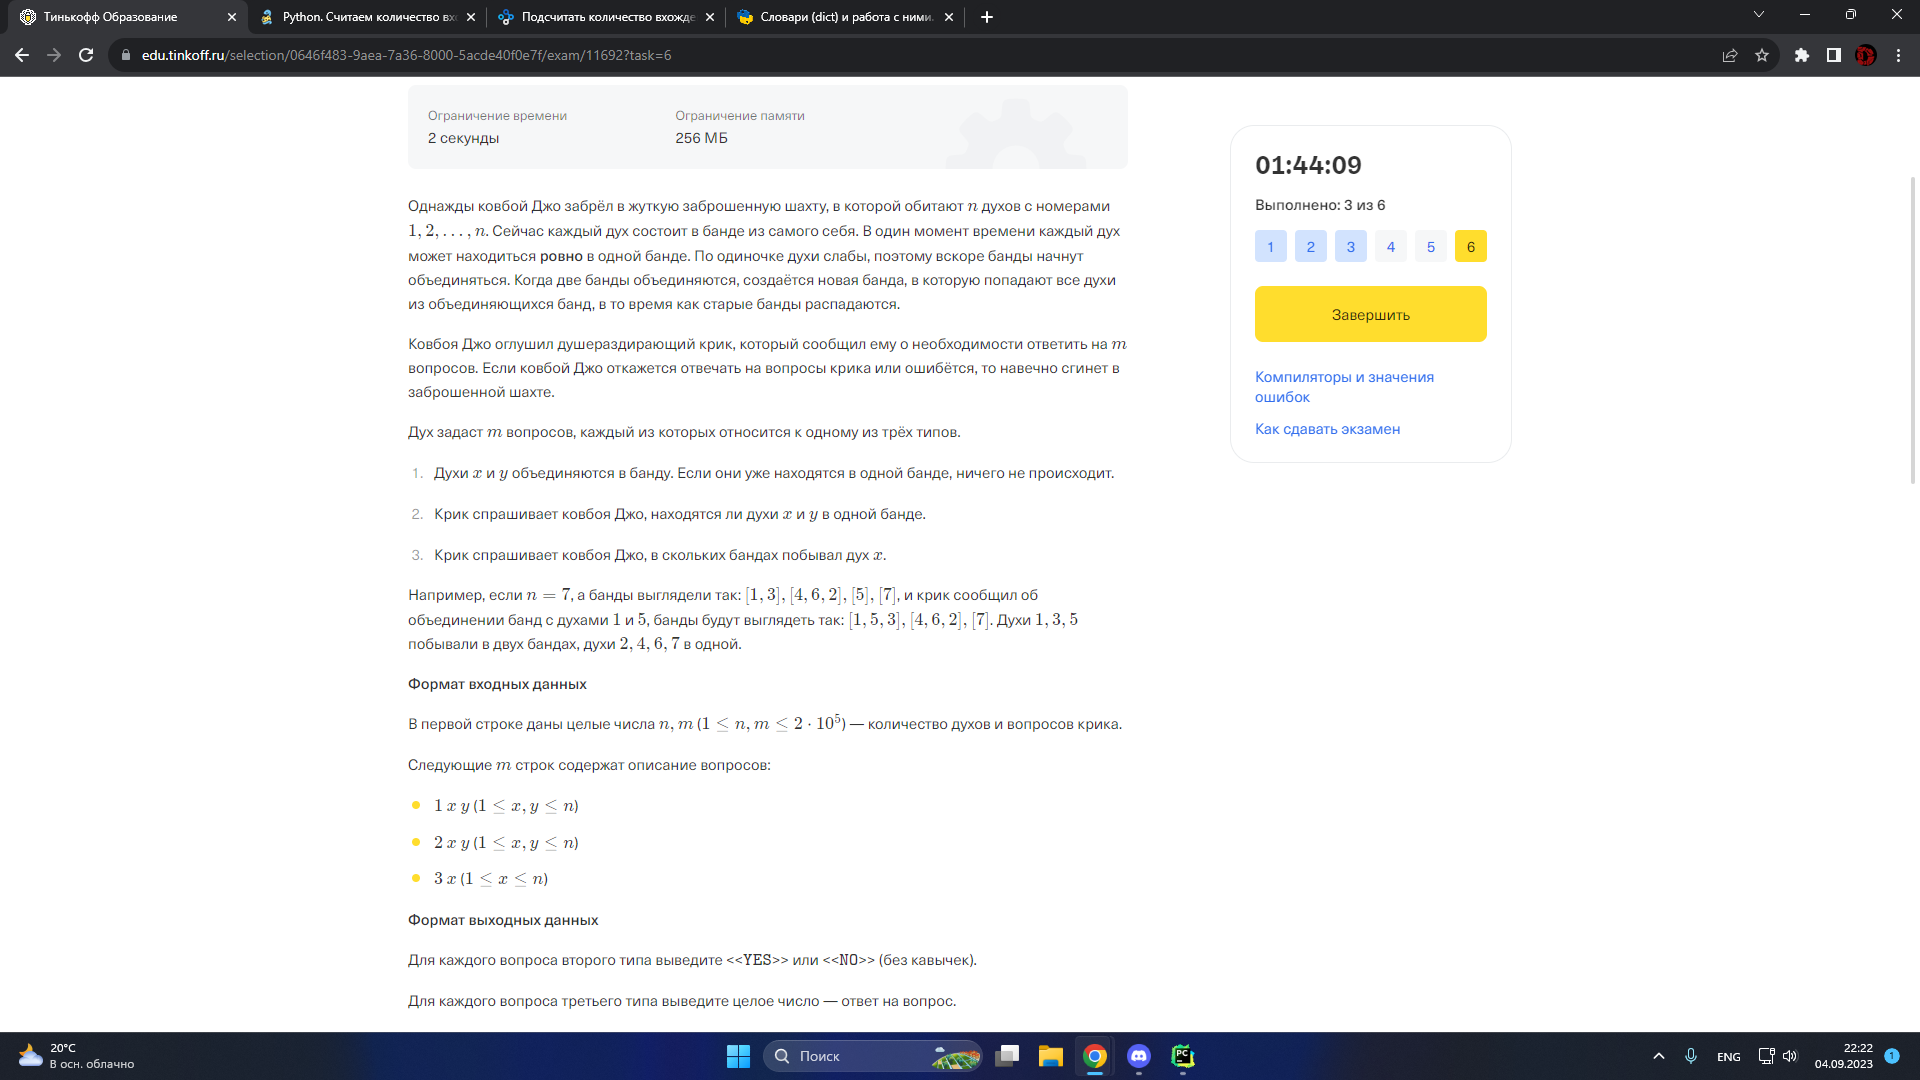 Тинькофф Образование
Python. Считаем количество вхо
Подсчитать количество вхожде
Словари (dict) и работа с ними.
edu.tinkoff.ru/selection/0646f483-9aea-7a36-8000-5acde40f0e7f/exam/11692?task=6
Ограничение времени
2 секунды
Ограничение памяти
256 МБ
Однажды ковбой Джо забрёл в жуткую заброшенную шахту, в которой обитают n духов с номерами
1, 2, . . . , n. Сейчас каждый дух состоит в банде из самого себя. В один момент времени каждый дух
может находиться ровно в одной банде. По одиночке духи слабы, поэтому вскоре банды начнут
объединяться. Когда две банды объединяются, создаётся новая банда, в которую попадают все духи
из объединяющихся банд, в то время как старые банды распадаются.
Ковбоя Джо оглушил душераздирающий крик, который сообщил ему о необходимости ответить на m
вопросов. Если ковбой Джо откажется отвечать на вопросы крика или ошибётся, то навечно сгинет в
заброшенной шахте.
Дух задаст m вопросов, каждый из которых относится к одному из трёх типов.
1. Духи x и y объединяются в банду. Если они уже находятся в одной банде, ничего не происходит.
2. Крик спрашивает ковбоя Джо, находятся ли духи x и y в одной банде.
3. Крик спрашивает ковбоя Джо, в скольких бандах побывал дух x.
Например, если n = 7, а банды выглядели так: [1, 3], [4, 6, 2], [5], [7], и крик сообщил об
объединении банд с духами 1 и 5, банды будут выглядеть так: [1, 5, 3], [4, 6, 2], [7]. Духи 1, 3, 5
побывали в двух бандах, духи 2, 4, 6, 7 в одной.
Формат входных данных
В первой строке даны целые числа n, m (1 ≤ n, m ≤ 2 · 10⁵) — количество духов и вопросов крика.
Следующие m строк содержат описание вопросов:
1 x y (1 ≤ x, y ≤ n)
2 x y (1 ≤ x, y ≤ n)
3 x (1 ≤ x ≤ n)
Формат выходных данных
Для каждого вопроса второго типа выведите <<YES>> или <<NO>> (без кавычек).
Для каждого вопроса третьего типа выведите целое число — ответ на вопрос.
01:44:09
Выполнено: 3 из 6
1 2 3 4 5 6
Завершить
Компиляторы и значения
ошибок
Как сдавать экзамен
20°C
В осн. облачно
Поиск
PC
ENG
22:22
04.09.2023
1